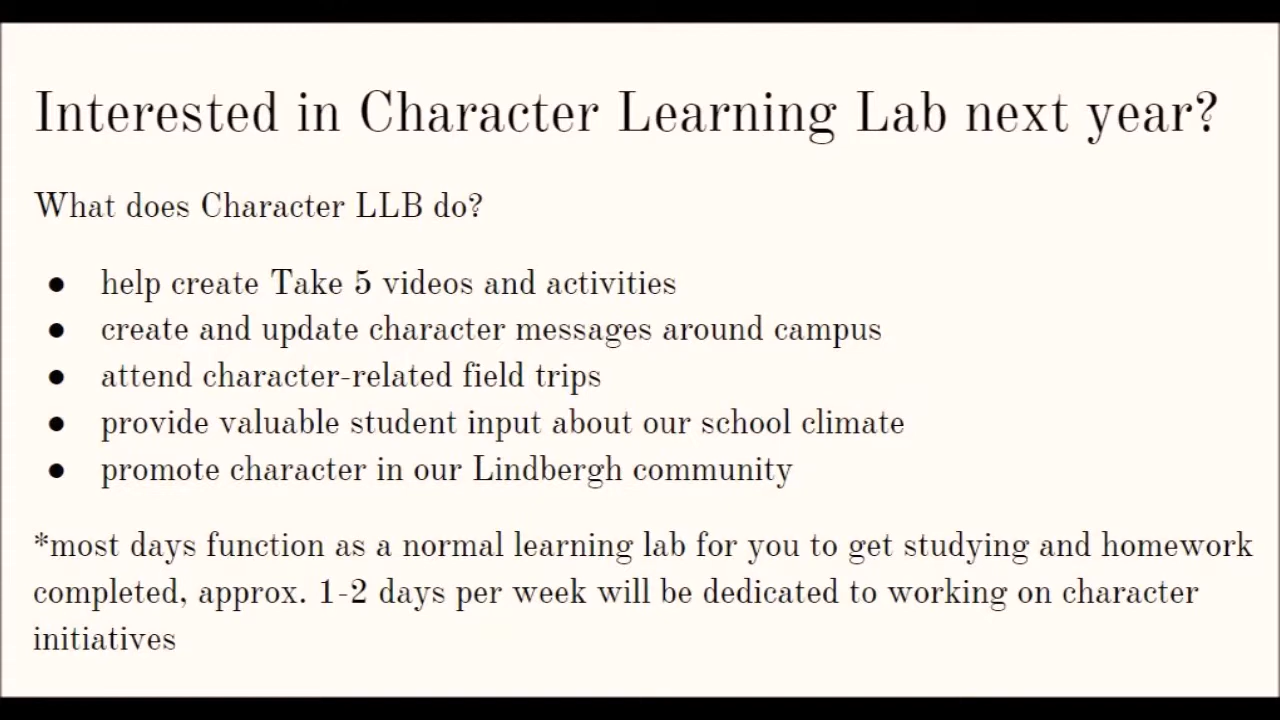 Interested in Character Learning Lab next year?
What does Character LLB do?
● help create Take 5 videos and activities
● create and update character messages around campus
● attend character-related field trips
● provide valuable student input about our school climate
● promote character in our Lindbergh community
*most days function as a normal learning lab for you to get studying and homework
completed, approx. 1-2 days per week will be dedicated to working on character
initiatives